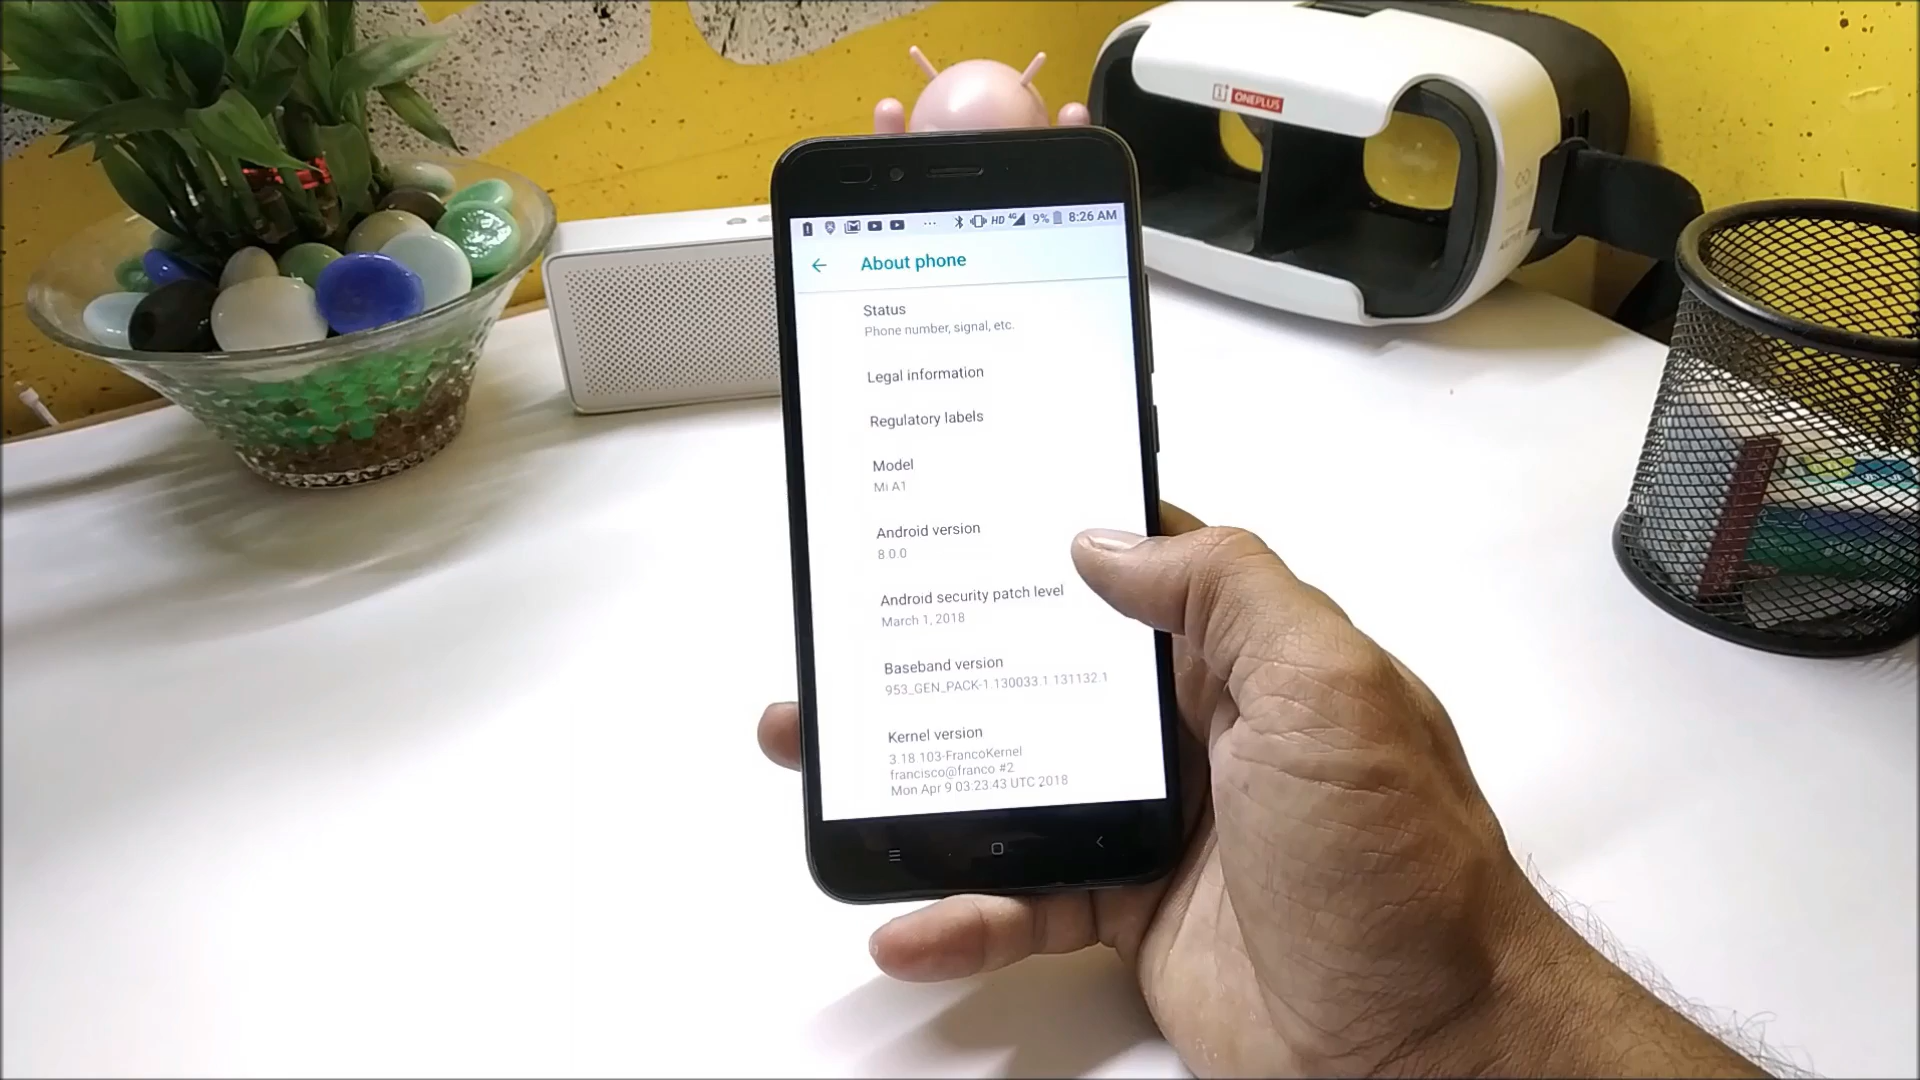 ONEPLUS
HD 4G 9% 8:26 AM
About phone
Status
Phone number, signal, etc.
Legal information
Regulatory labels
Model
Mi A1
Android version
8.0.0
Android security patch level
March 1, 2018
Baseband version
953_GEN_PACK-1.130033.1.131132.1
Kernel version
3.18.103-FrancoKernel
francisco@franco #2
Mon Apr 9 03:23:43 UTC 2018